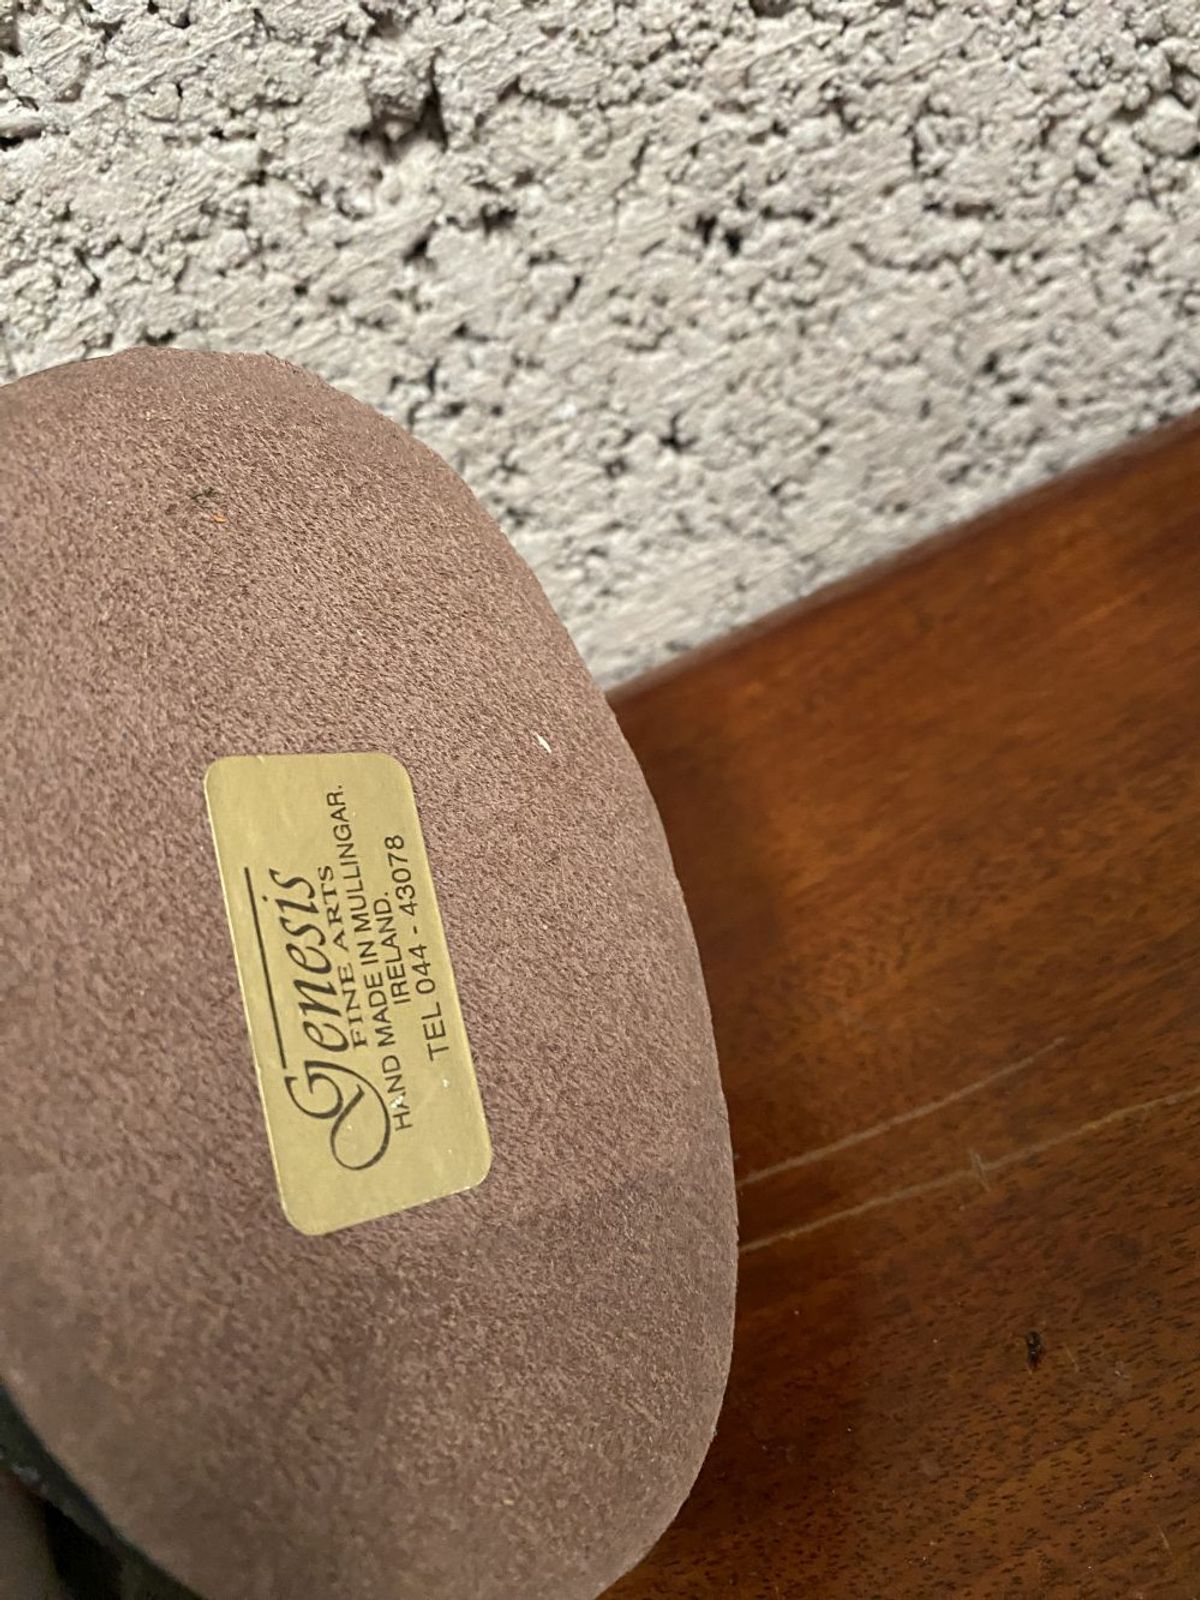 Genesis
FINE ARTS
HAND MADE IN MULLINGAR.
IRELAND.
TEL 044 - 43078